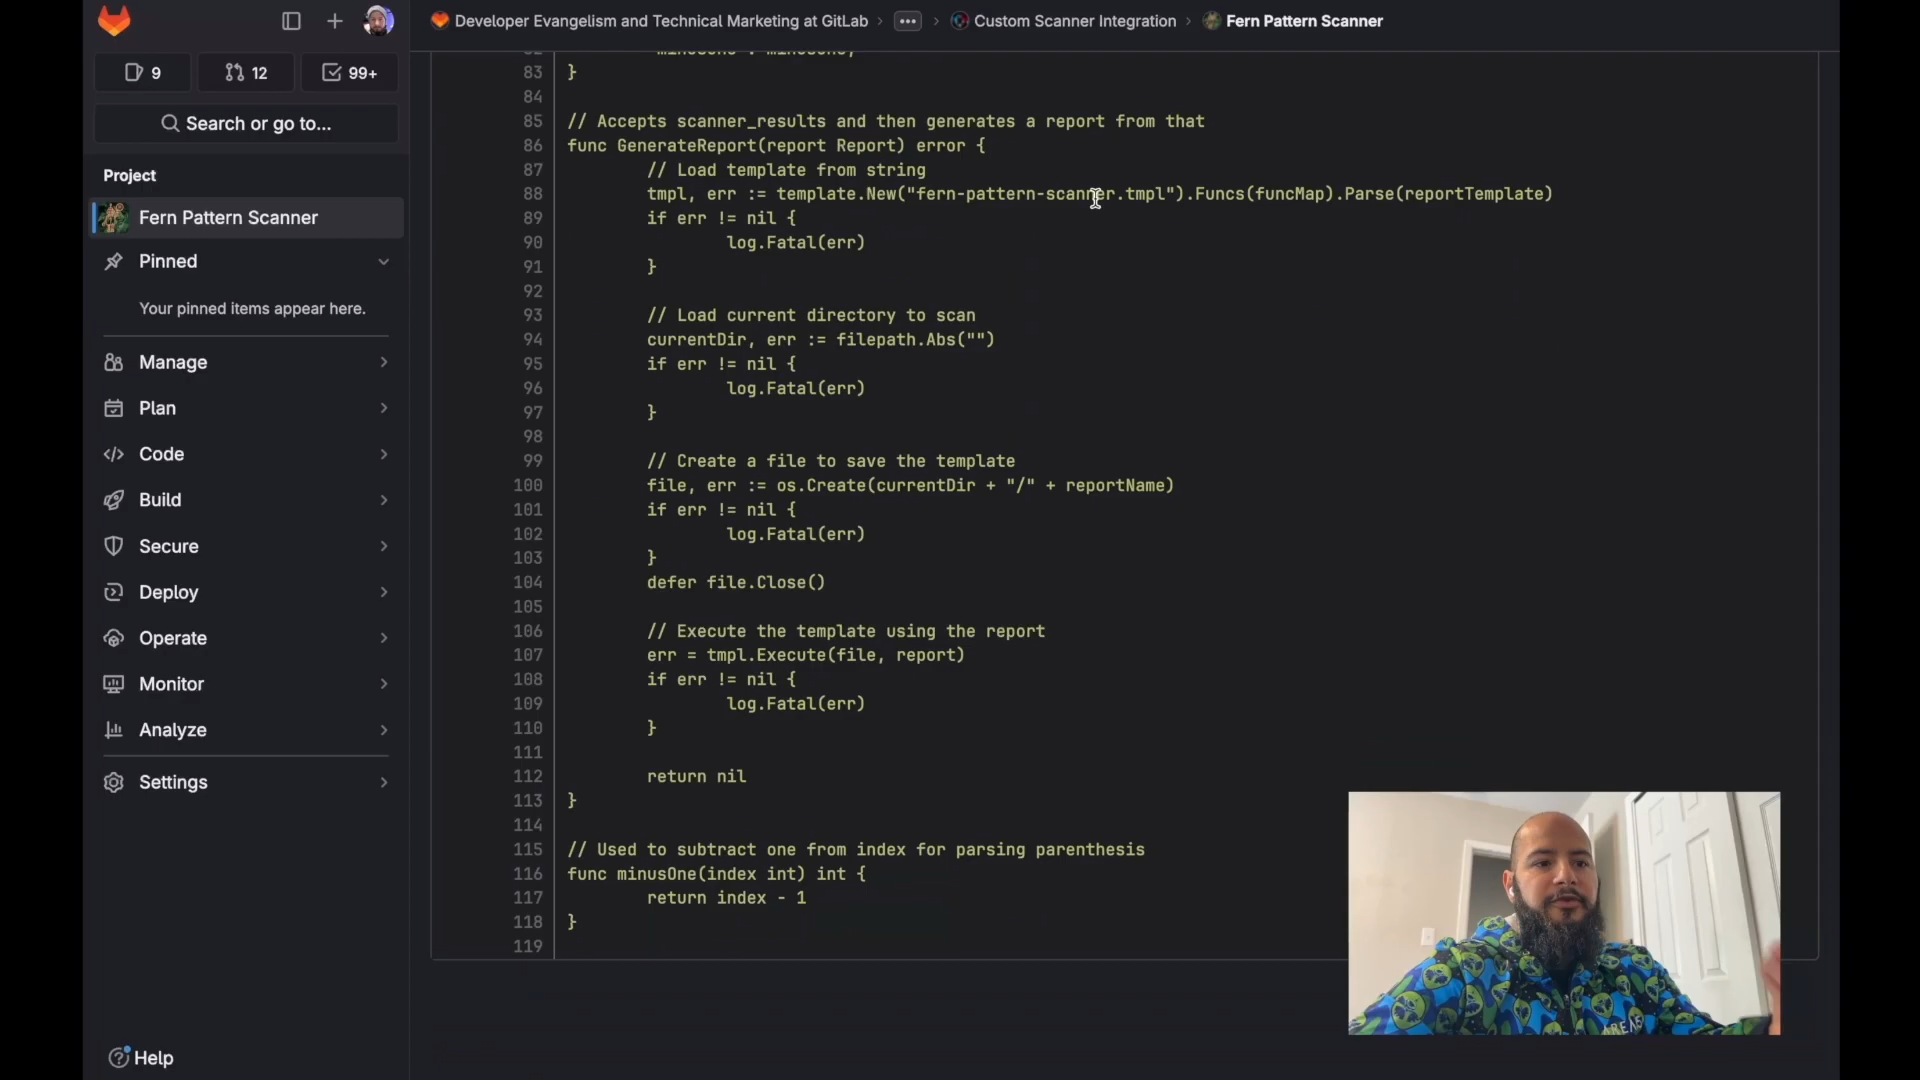 Developer Evangelism and Technical Marketing at GitLab
Custom Scanner Integration
Fern Pattern Scanner
9
12
99+
Search or go to...
Project
Fern Pattern Scanner
Pinned
Your pinned items appear here.
Manage
Plan
Code
Build
Secure
Deploy
Operate
Monitor
Analyze
Settings
Help
83 }
84
85 // Accepts scanner_results and then generates a report from that
86 func GenerateReport(report Report) error {
87 // Load template from string
88 tmpl, err := template.New("fern-pattern-scanner.tmpl").Funcs(funcMap).Parse(reportTemplate)
89 if err != nil {
90 log.Fatal(err)
91 }
92
93 // Load current directory to scan
94 currentDir, err := filepath.Abs("")
95 if err != nil {
96 log.Fatal(err)
97 }
98
99 // Create a file to save the template
100 file, err := os.Create(currentDir + "/" + reportName)
101 if err != nil {
102 log.Fatal(err)
103 }
104 defer file.Close()
105
106 // Execute the template using the report
107 err = tmpl.Execute(file, report)
108 if err != nil {
109 log.Fatal(err)
110 }
111
112 return nil
113 }
114
115 // Used to subtract one from index for parsing parenthesis
116 func minusOne(index int) int {
117 return index - 1
118 }
119